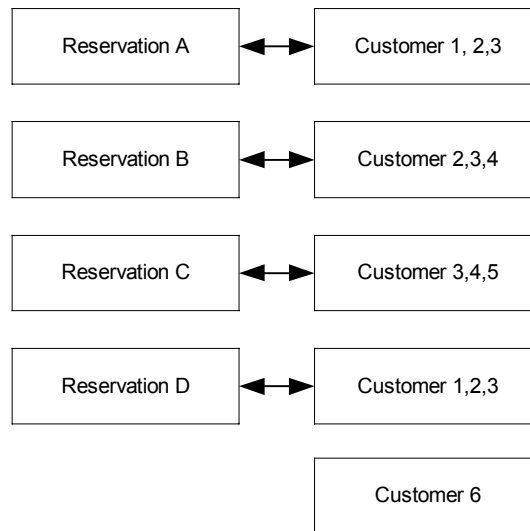 Reservation A
Customer 1, 2,3
Reservation B
Customer 2,3,4
Reservation C
Customer 3,4,5
Reservation D
Customer 1,2,3
Customer 6